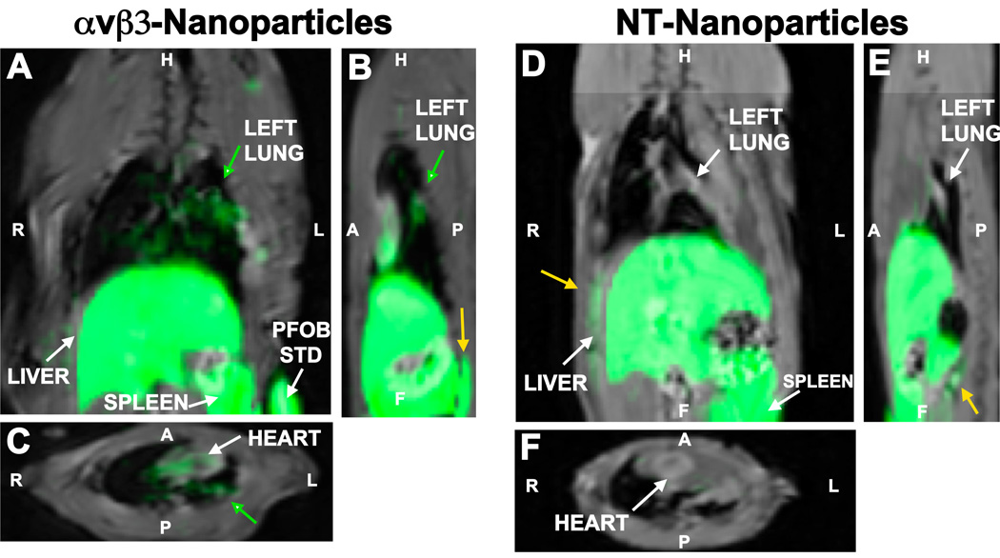 ανβ3-Nanoparticles
NT-Nanoparticles
A
H
LEFT
LUNG
R
L
LIVER
SPLEEN
PFOB
STD
B
H
LEFT
LUNG
A
P
F
C
A
HEART
R
L
P
D
H
LEFT
LUNG
R
L
LIVER
SPLEEN
F
E
H
LEFT
LUNG
A
P
F
F
A
R
L
HEART
P